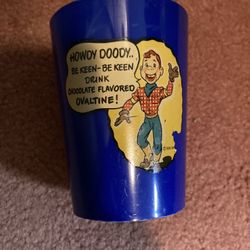 HOWDY DOODY..
BE KEEN-BE KEEN
DRINK
CHOCOLATE FLAVORED
OVALTINE!